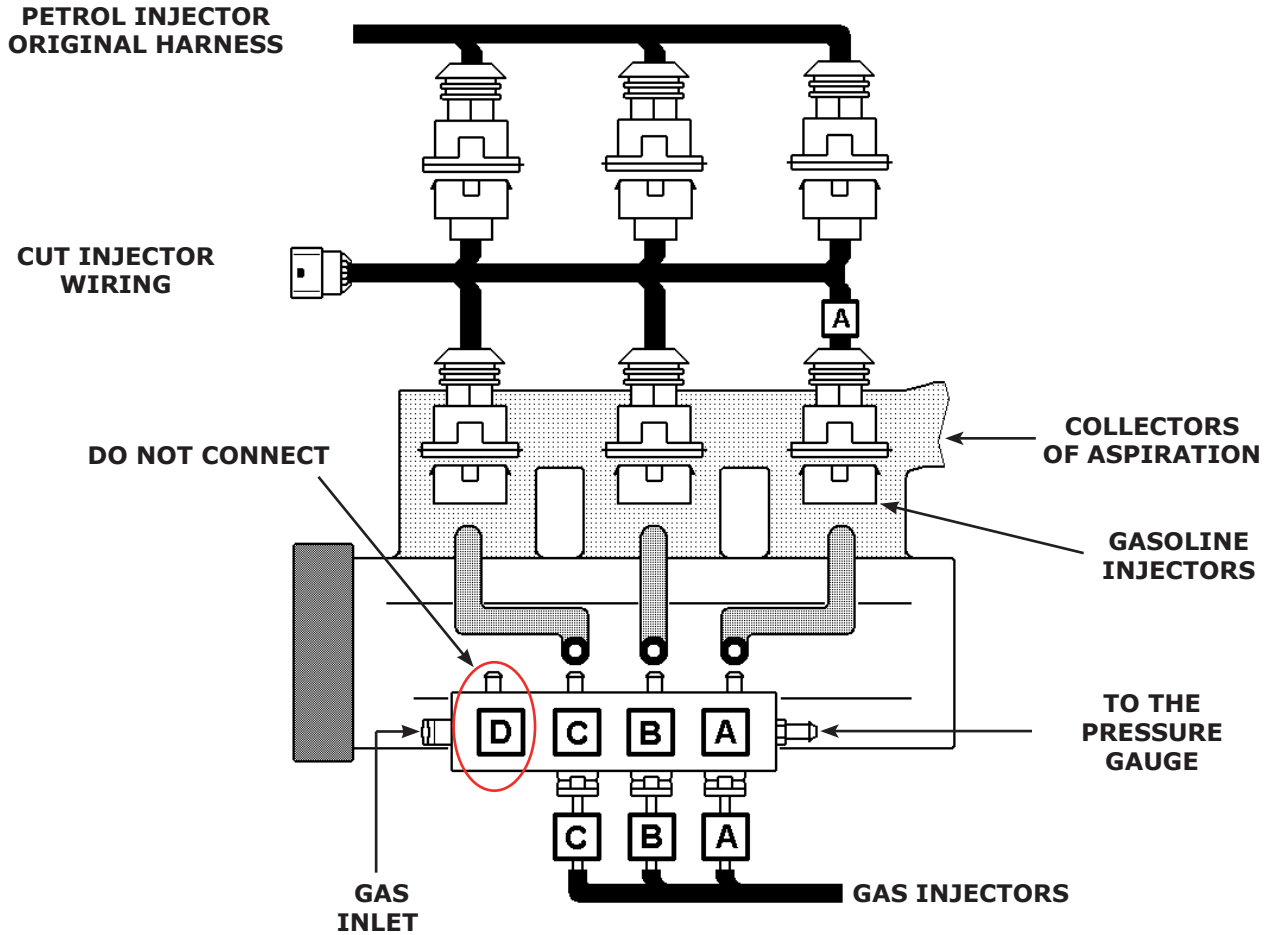 PETROL INJECTOR
ORIGINAL HARNESS
CUT INJECTOR
WIRING
A
COLLECTORS
OF ASPIRATION
DO NOT CONNECT
GASOLINE
INJECTORS
D C B A
TO THE
PRESSURE
GAUGE
C B A
GAS
INLET
GAS INJECTORS